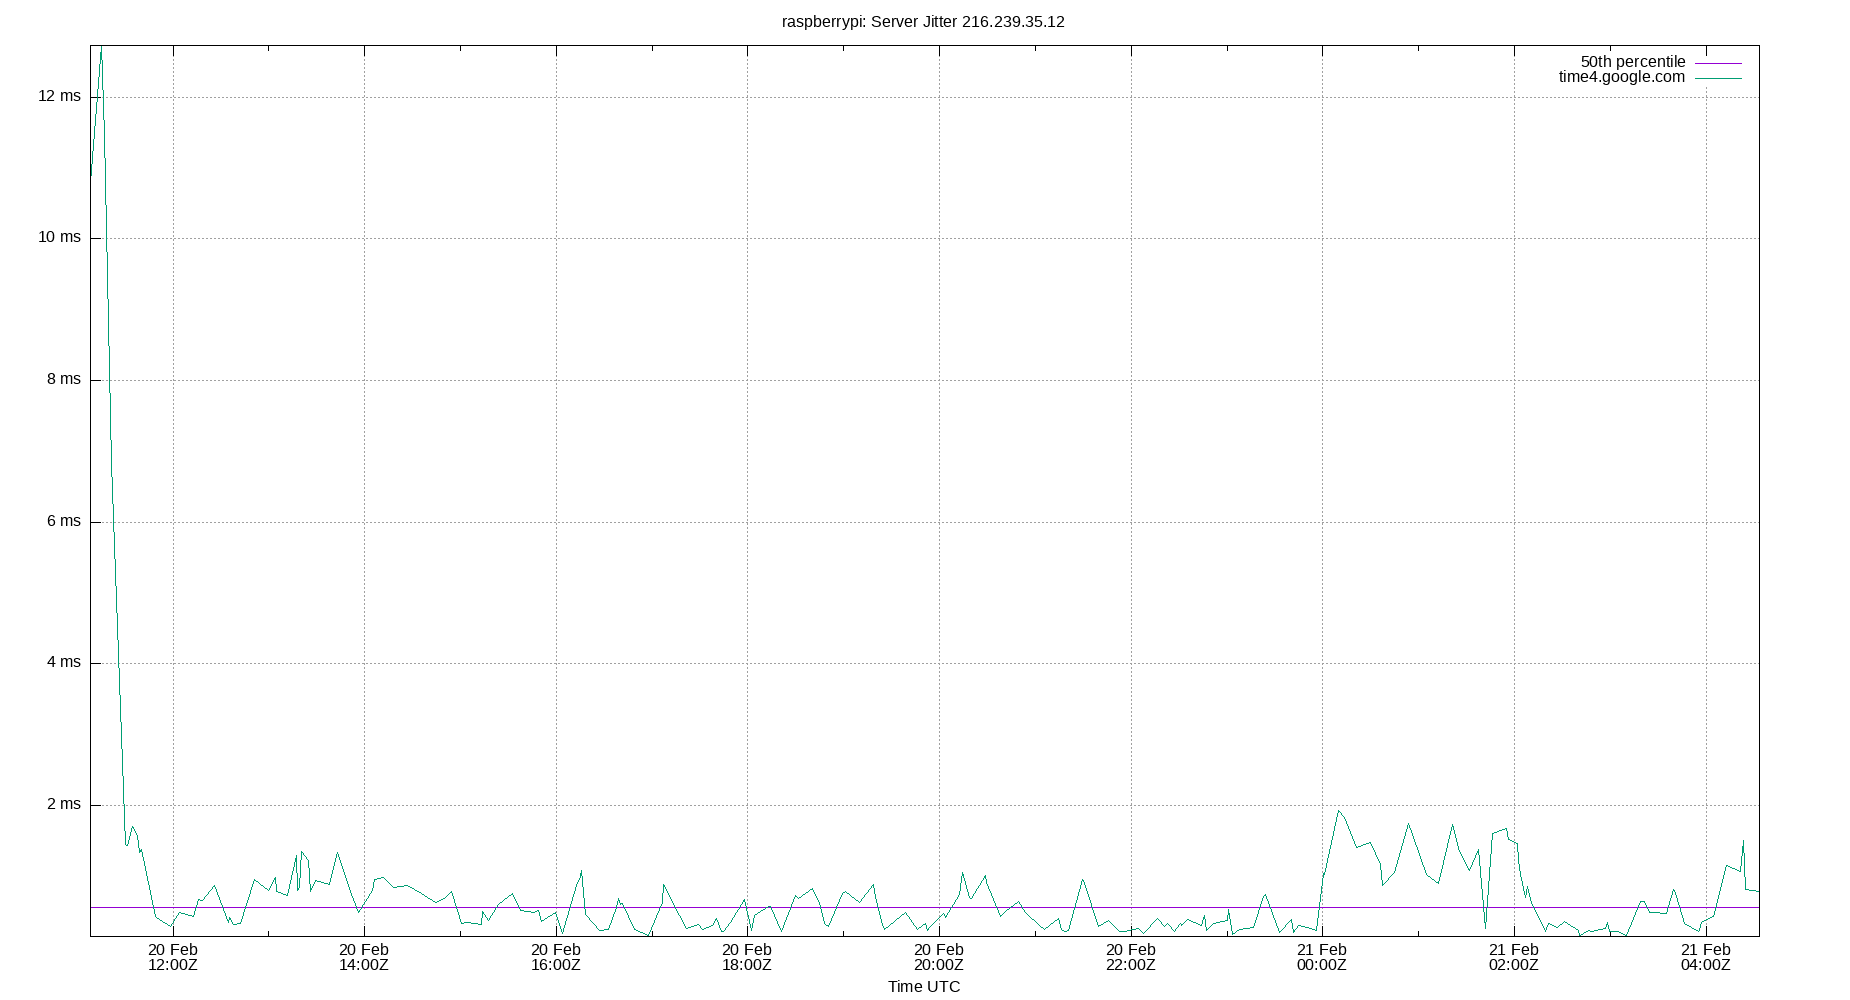 raspberrypi: Server Jitter 216.239.35.12
50th percentile
time4.google.com
12 ms
10 ms
8 ms
6 ms
4 ms
2 ms
20 Feb 20 Feb 20 Feb 20 Feb 20 Feb 20 Feb 21 Feb 21 Feb 21 Feb
12:00Z 14:00Z 16:00Z 18:00Z 20:00Z 22:00Z 00:00Z 02:00Z 04:00Z
Time UTC